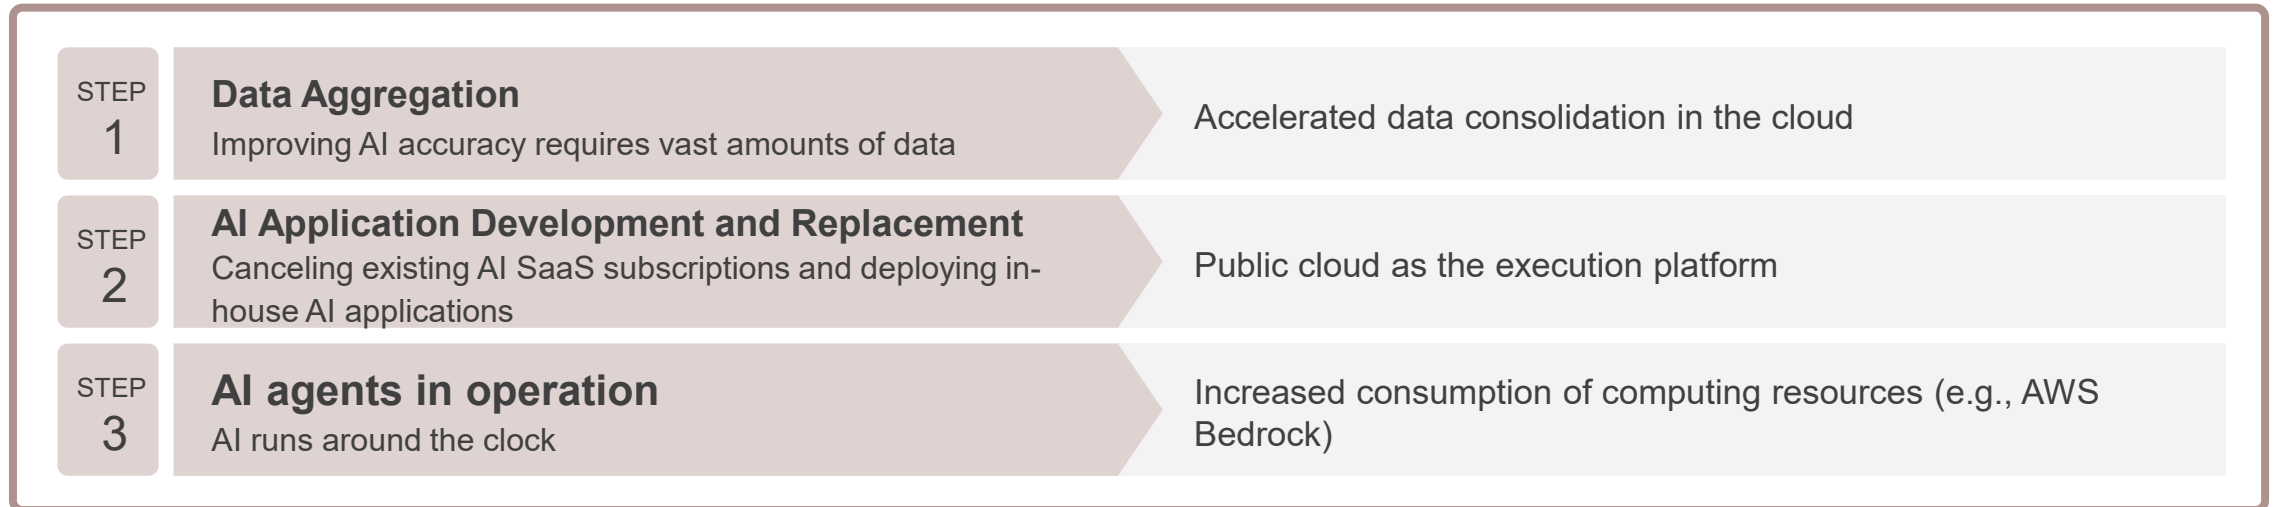 STEP
1
Data Aggregation
Improving AI accuracy requires vast amounts of data
Accelerated data consolidation in the cloud
STEP
2
AI Application Development and Replacement
Canceling existing AI SaaS subscriptions and deploying in-
house AI applications
Public cloud as the execution platform
STEP
3
AI agents in operation
AI runs around the clock
Increased consumption of computing resources (e.g., AWS
Bedrock)